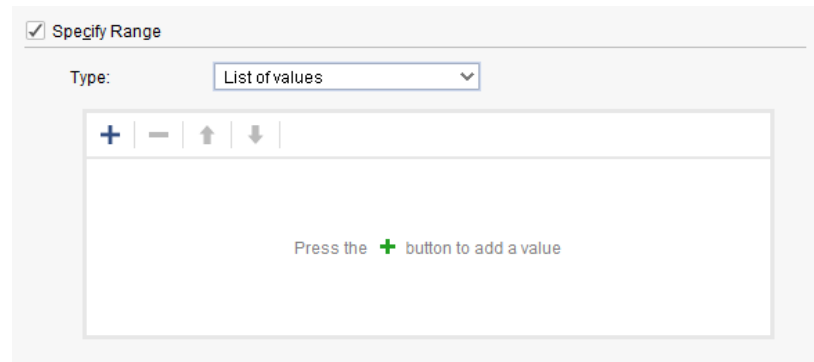 Specify Range
Type: List of values
Press the + button to add a value